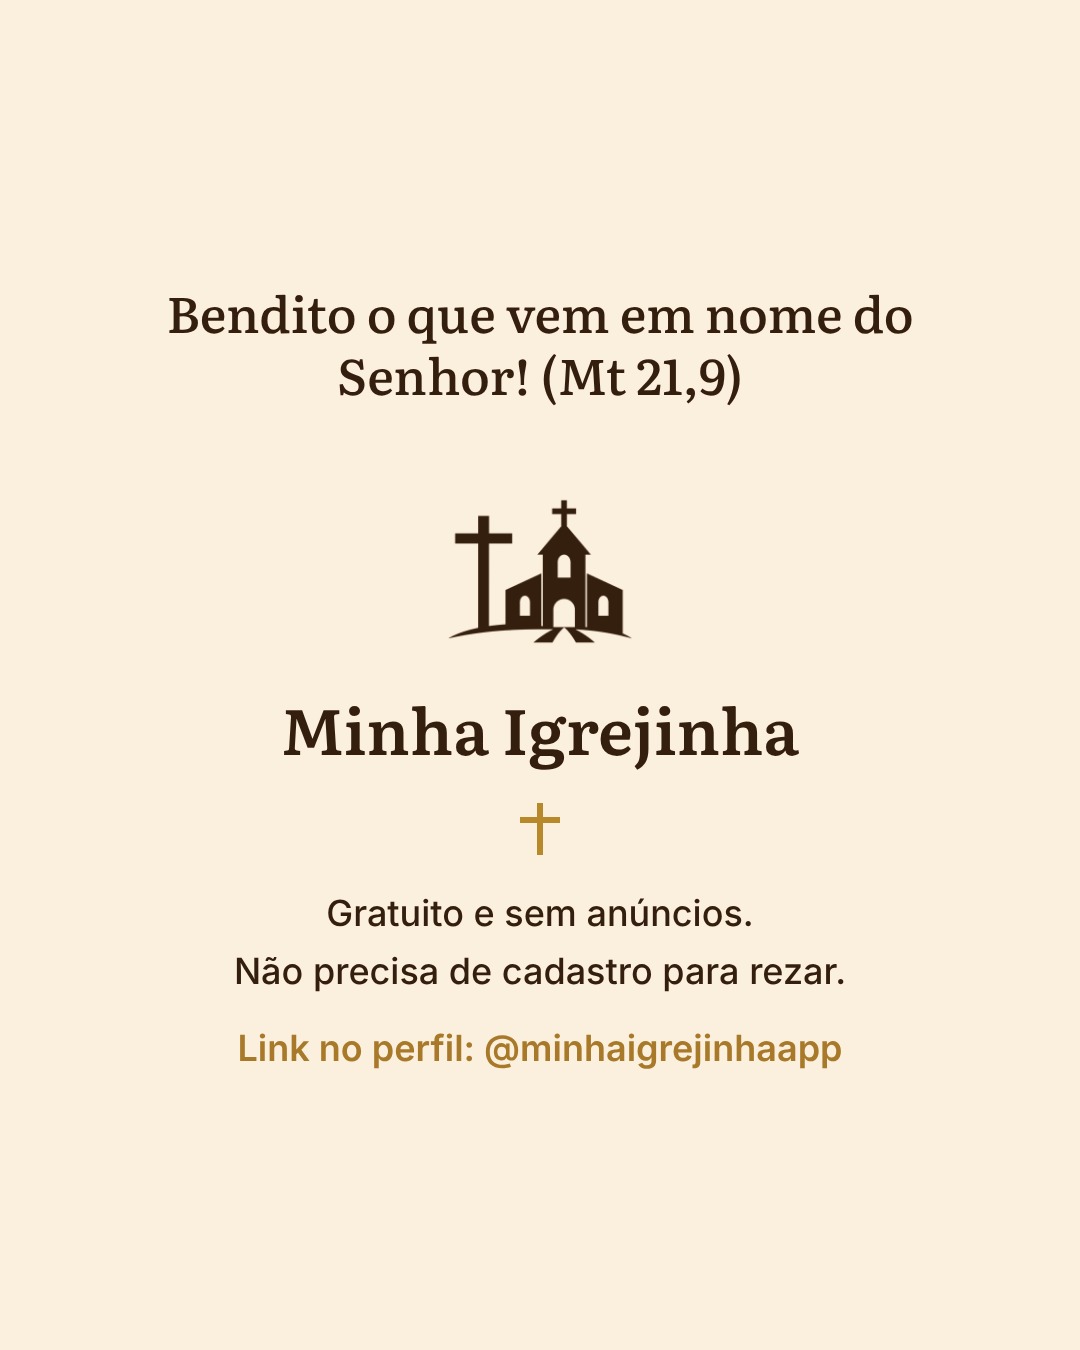 Bendito o que vem em nome do
Senhor! (Mt 21,9)
Minha Igrejinha
Gratuito e sem anúncios.
Não precisa de cadastro para rezar.
Link no perfil: @minhaigrejinhaapp